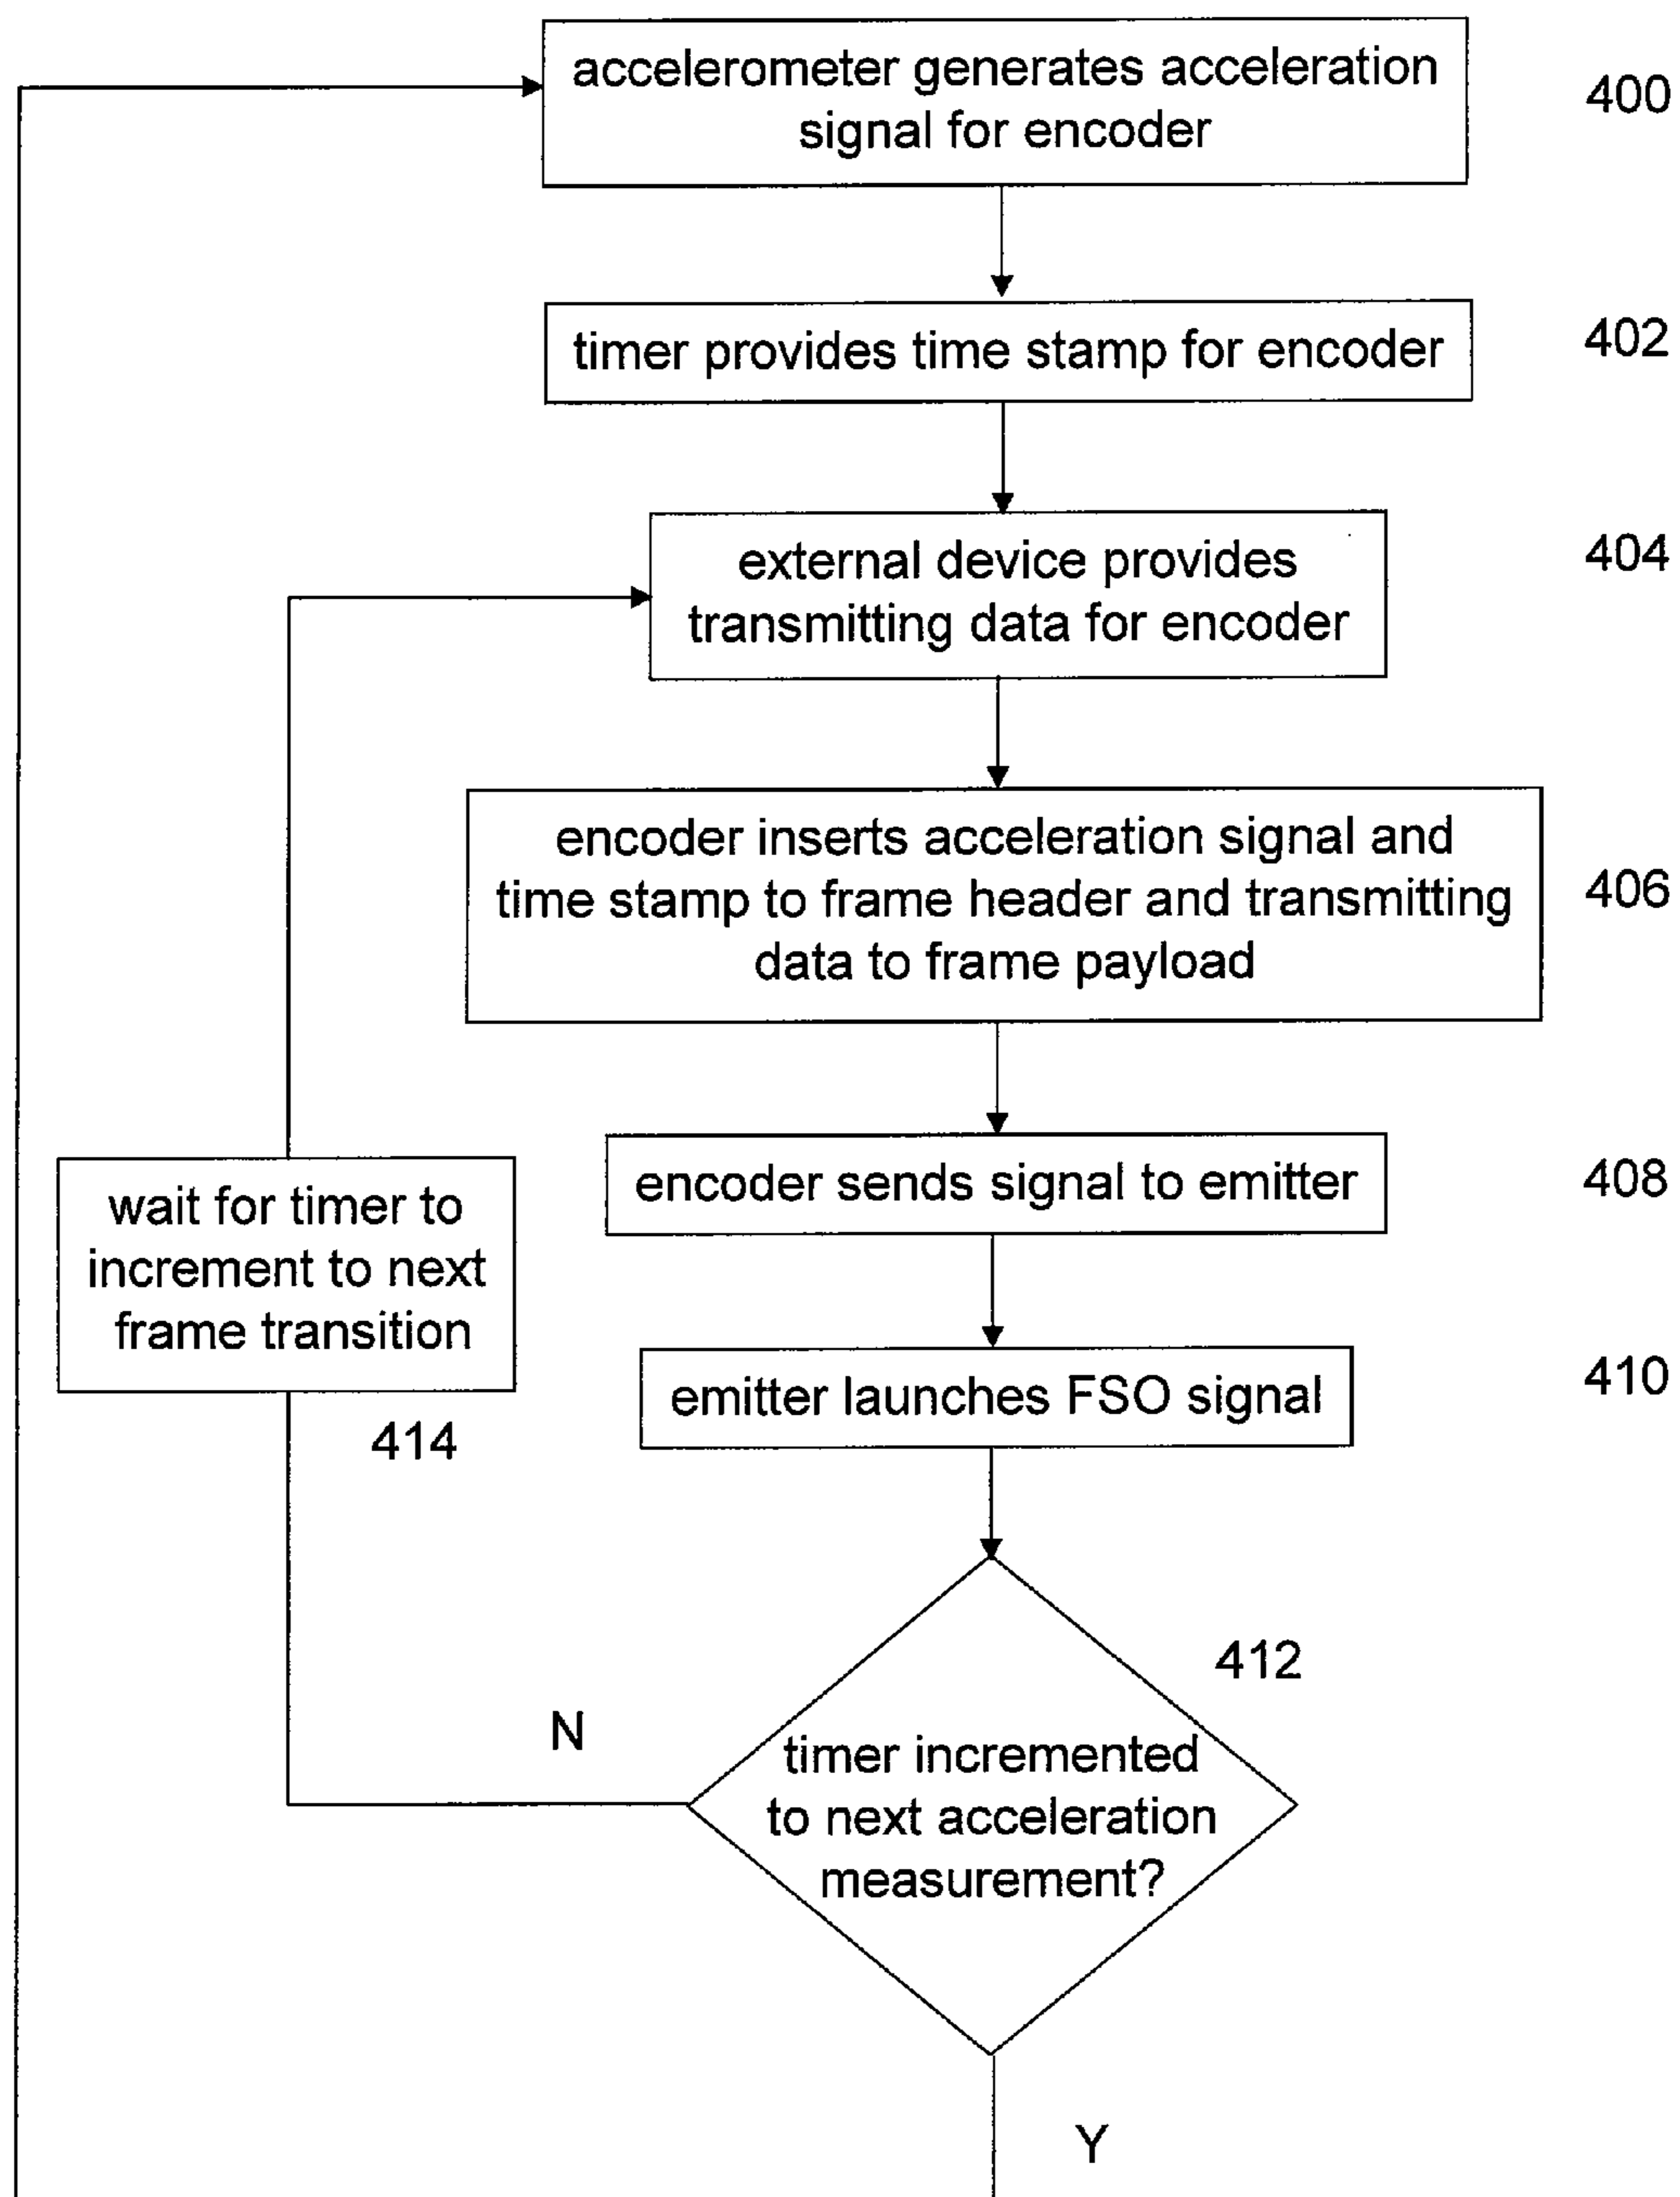 accelerometer generates acceleration
signal for encoder
400
timer provides time stamp for encoder
402
external device provides
transmitting data for encoder
404
encoder inserts acceleration signal and
time stamp to frame header and transmitting
data to frame payload
406
encoder sends signal to emitter
408
wait for timer to
increment to next
frame transition
414
emitter launches FSO signal
410
412
N
timer incremented
to next acceleration
measurement?
Y